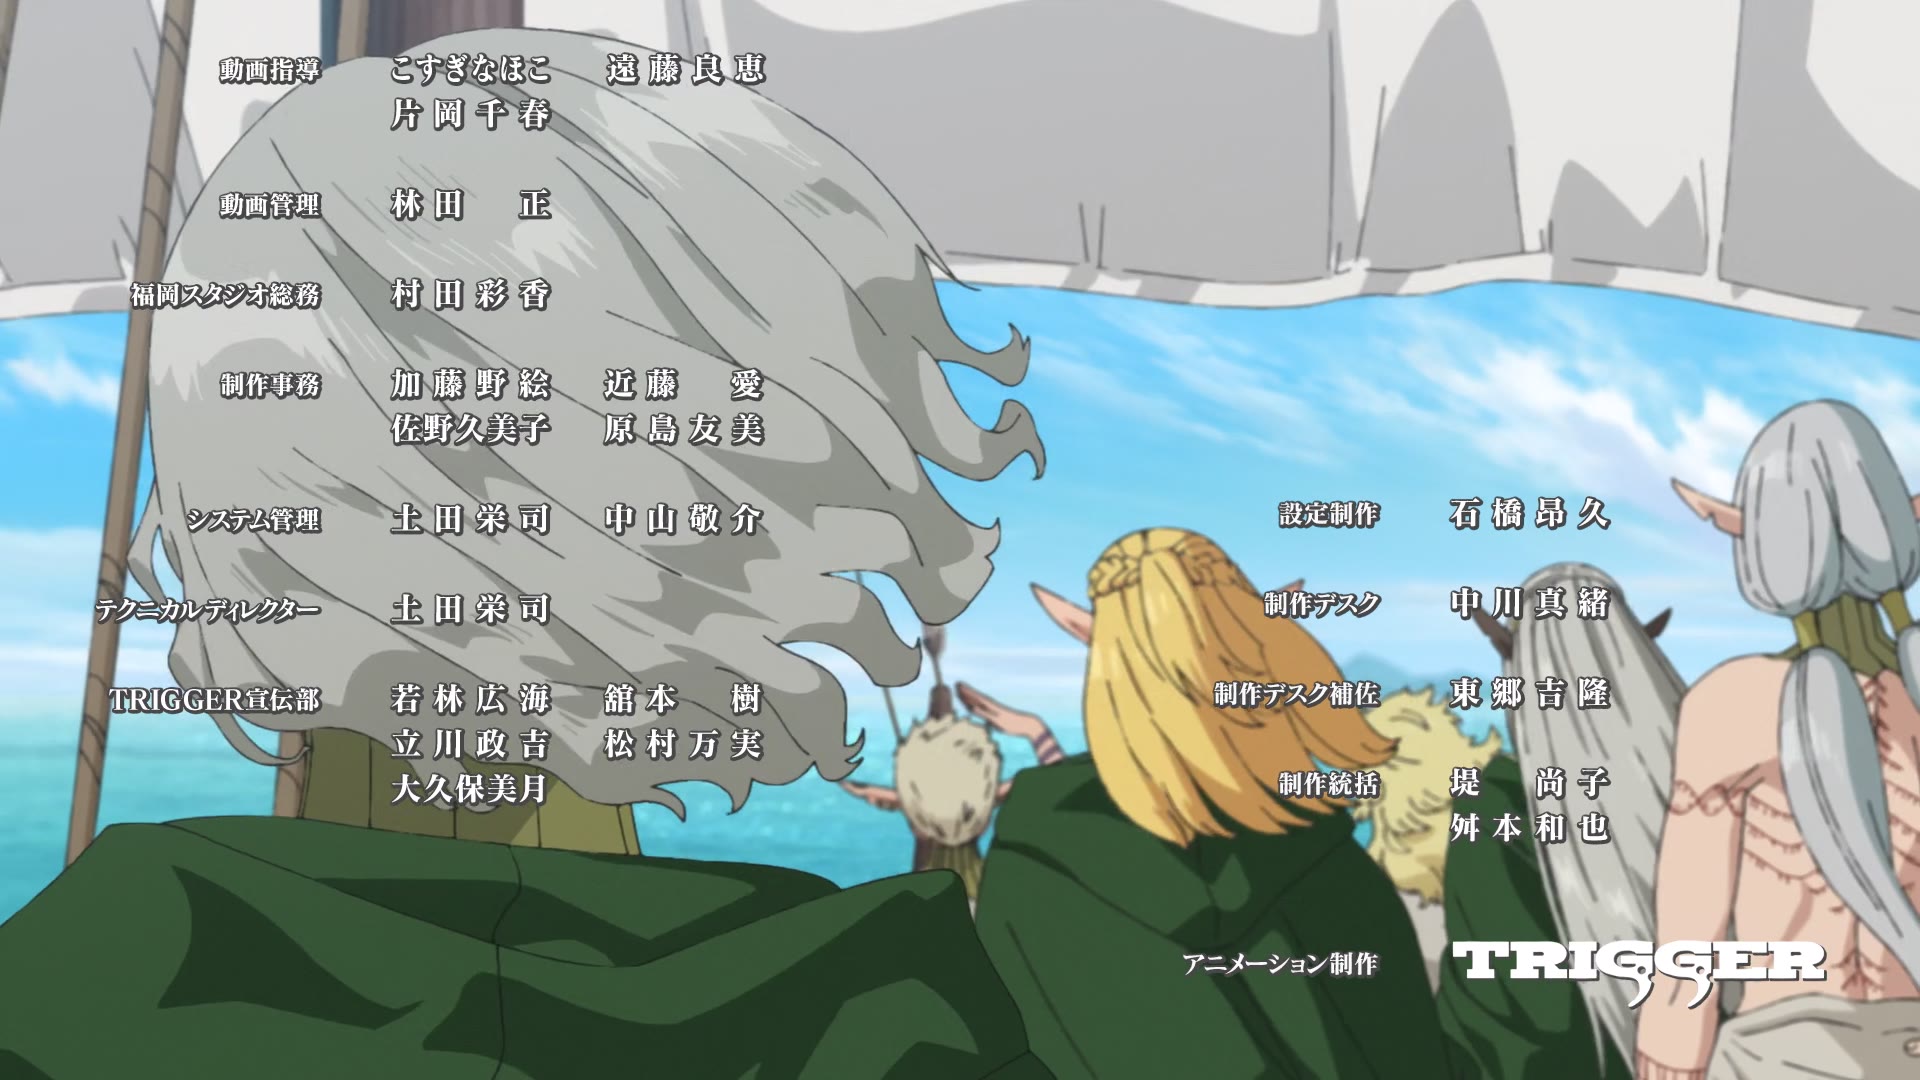 動画指導 こすぎなほこ 遠藤良恵
片岡千春
動画管理 林田 正
福岡スタジオ総務 村田彩香
制作事務 加藤野絵 近藤 愛
佐野久美子 原島友美
システム管理 土田栄司 中山敬介
テクニカルディレクター 土田栄司
TRIGGER宣伝部 若林広海 舘本 樹
立川政吉 松村万実
大久保美月
設定制作 石橋昂久
制作デスク 中川真緒
制作デスク補佐 東郷吉隆
制作統括 堤 尚子
舛本和也
アニメーション制作 TRIGGER